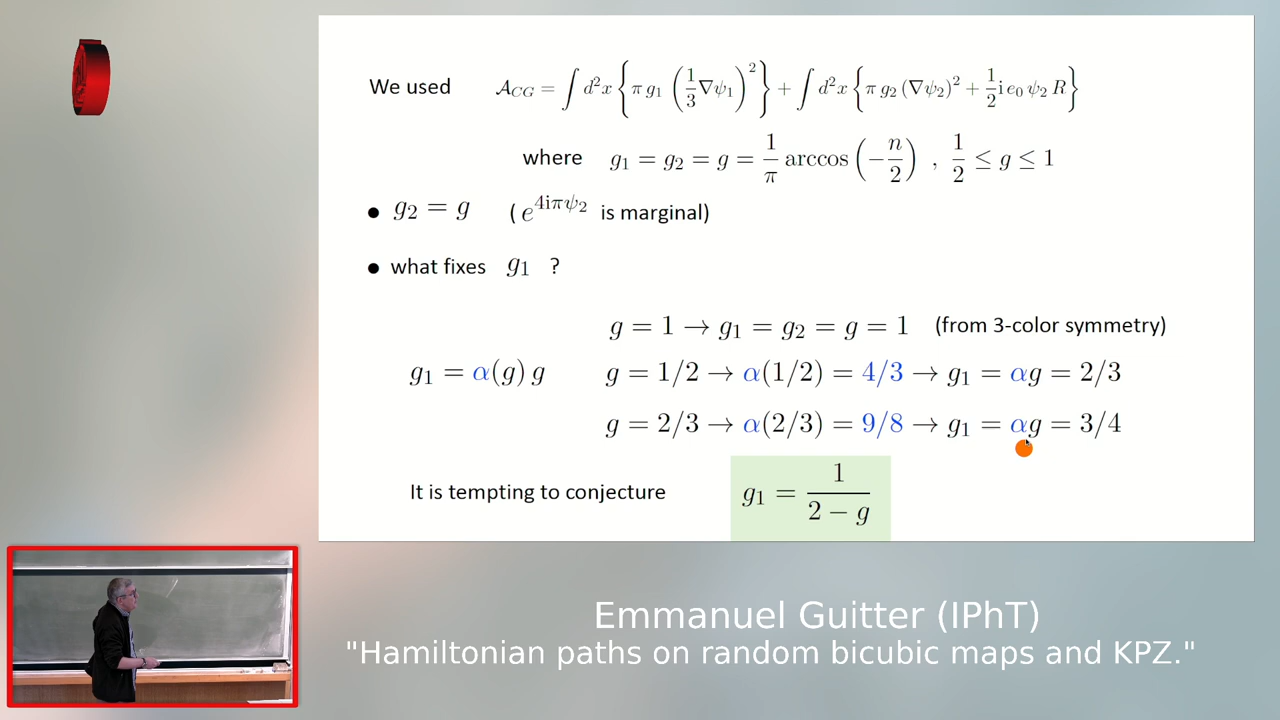 We used $\mathcal{A}_{CG} = \int d^2x \left\{ \pi g_1 \left( \frac{1}{3} \nabla \psi_1 \right)^2 \right\} + \int d^2x \left\{ \pi g_2 (\nabla \psi_2)^2 + \frac{1}{2} \mathrm{i} e_0 \psi_2 R \right\}$
where $g_1 = g_2 = g = \frac{1}{\pi} \arccos \left( -\frac{n}{2} \right) , \frac{1}{2} \leq g \leq 1$
• $g_2 = g$ ( $e^{4\mathrm{i}\pi\psi_2}$ is marginal)
• what fixes $g_1$ ?
$g = 1 \rightarrow g_1 = g_2 = g = 1$ (from 3-color symmetry)
$g_1 = \alpha(g) g$ $g = 1/2 \rightarrow \alpha(1/2) = 4/3 \rightarrow g_1 = \alpha g = 2/3$
$g = 2/3 \rightarrow \alpha(2/3) = 9/8 \rightarrow g_1 = \alpha g = 3/4$
It is tempting to conjecture $g_1 = \frac{1}{2 - g}$
Emmanuel Guitter (IPhT)
"Hamiltonian paths on random bicubic maps and KPZ."